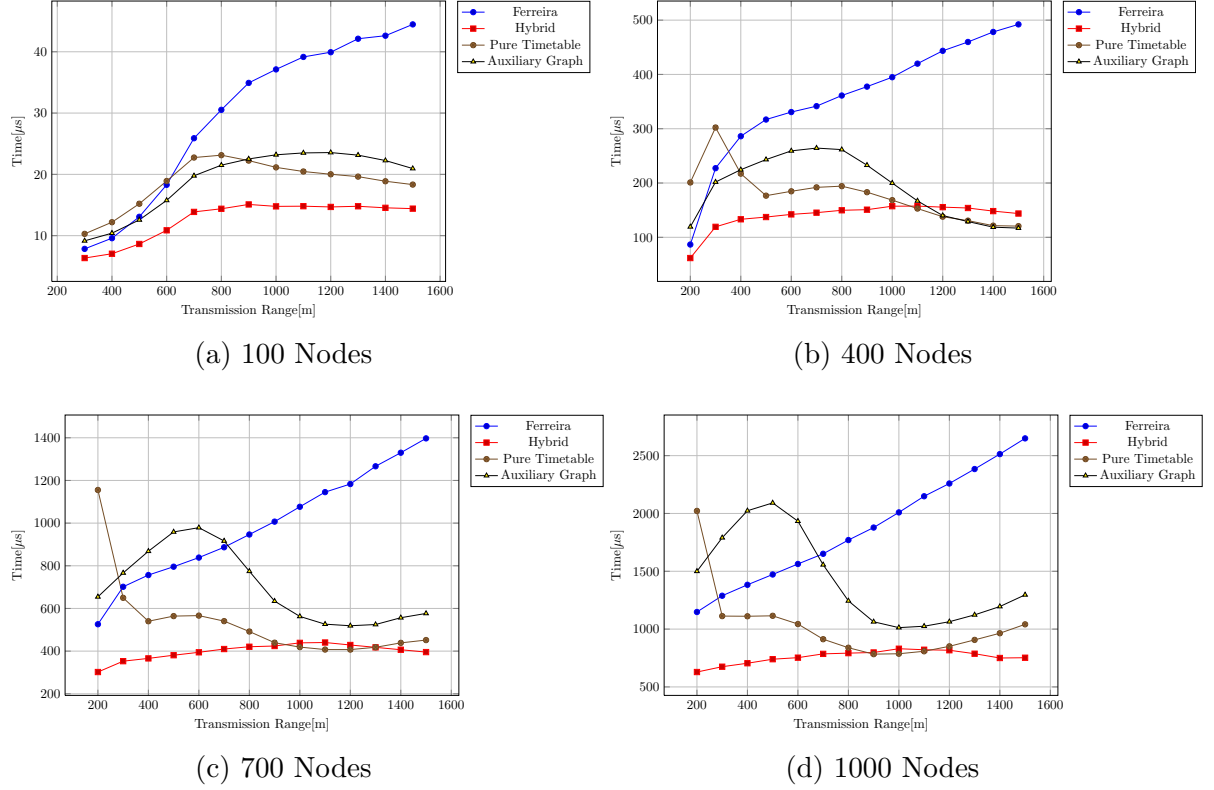 Ferreira
Hybrid
Pure Timetable
Auxiliary Graph
40
30
20
10
Time[µs]
200 400 600 800 1000 1200 1400 1600
Transmission Range[m]
(a) 100 Nodes
Ferreira
Hybrid
Pure Timetable
Auxiliary Graph
500
400
300
200
100
Time[µs]
200 400 600 800 1000 1200 1400 1600
Transmission Range[m]
(b) 400 Nodes
Ferreira
Hybrid
Pure Timetable
Auxiliary Graph
1400
1200
1000
800
600
400
200
Time[µs]
200 400 600 800 1000 1200 1400 1600
Transmission Range[m]
(c) 700 Nodes
Ferreira
Hybrid
Pure Timetable
Auxiliary Graph
2500
2000
1500
1000
500
Time[µs]
200 400 600 800 1000 1200 1400 1600
Transmission Range[m]
(d) 1000 Nodes